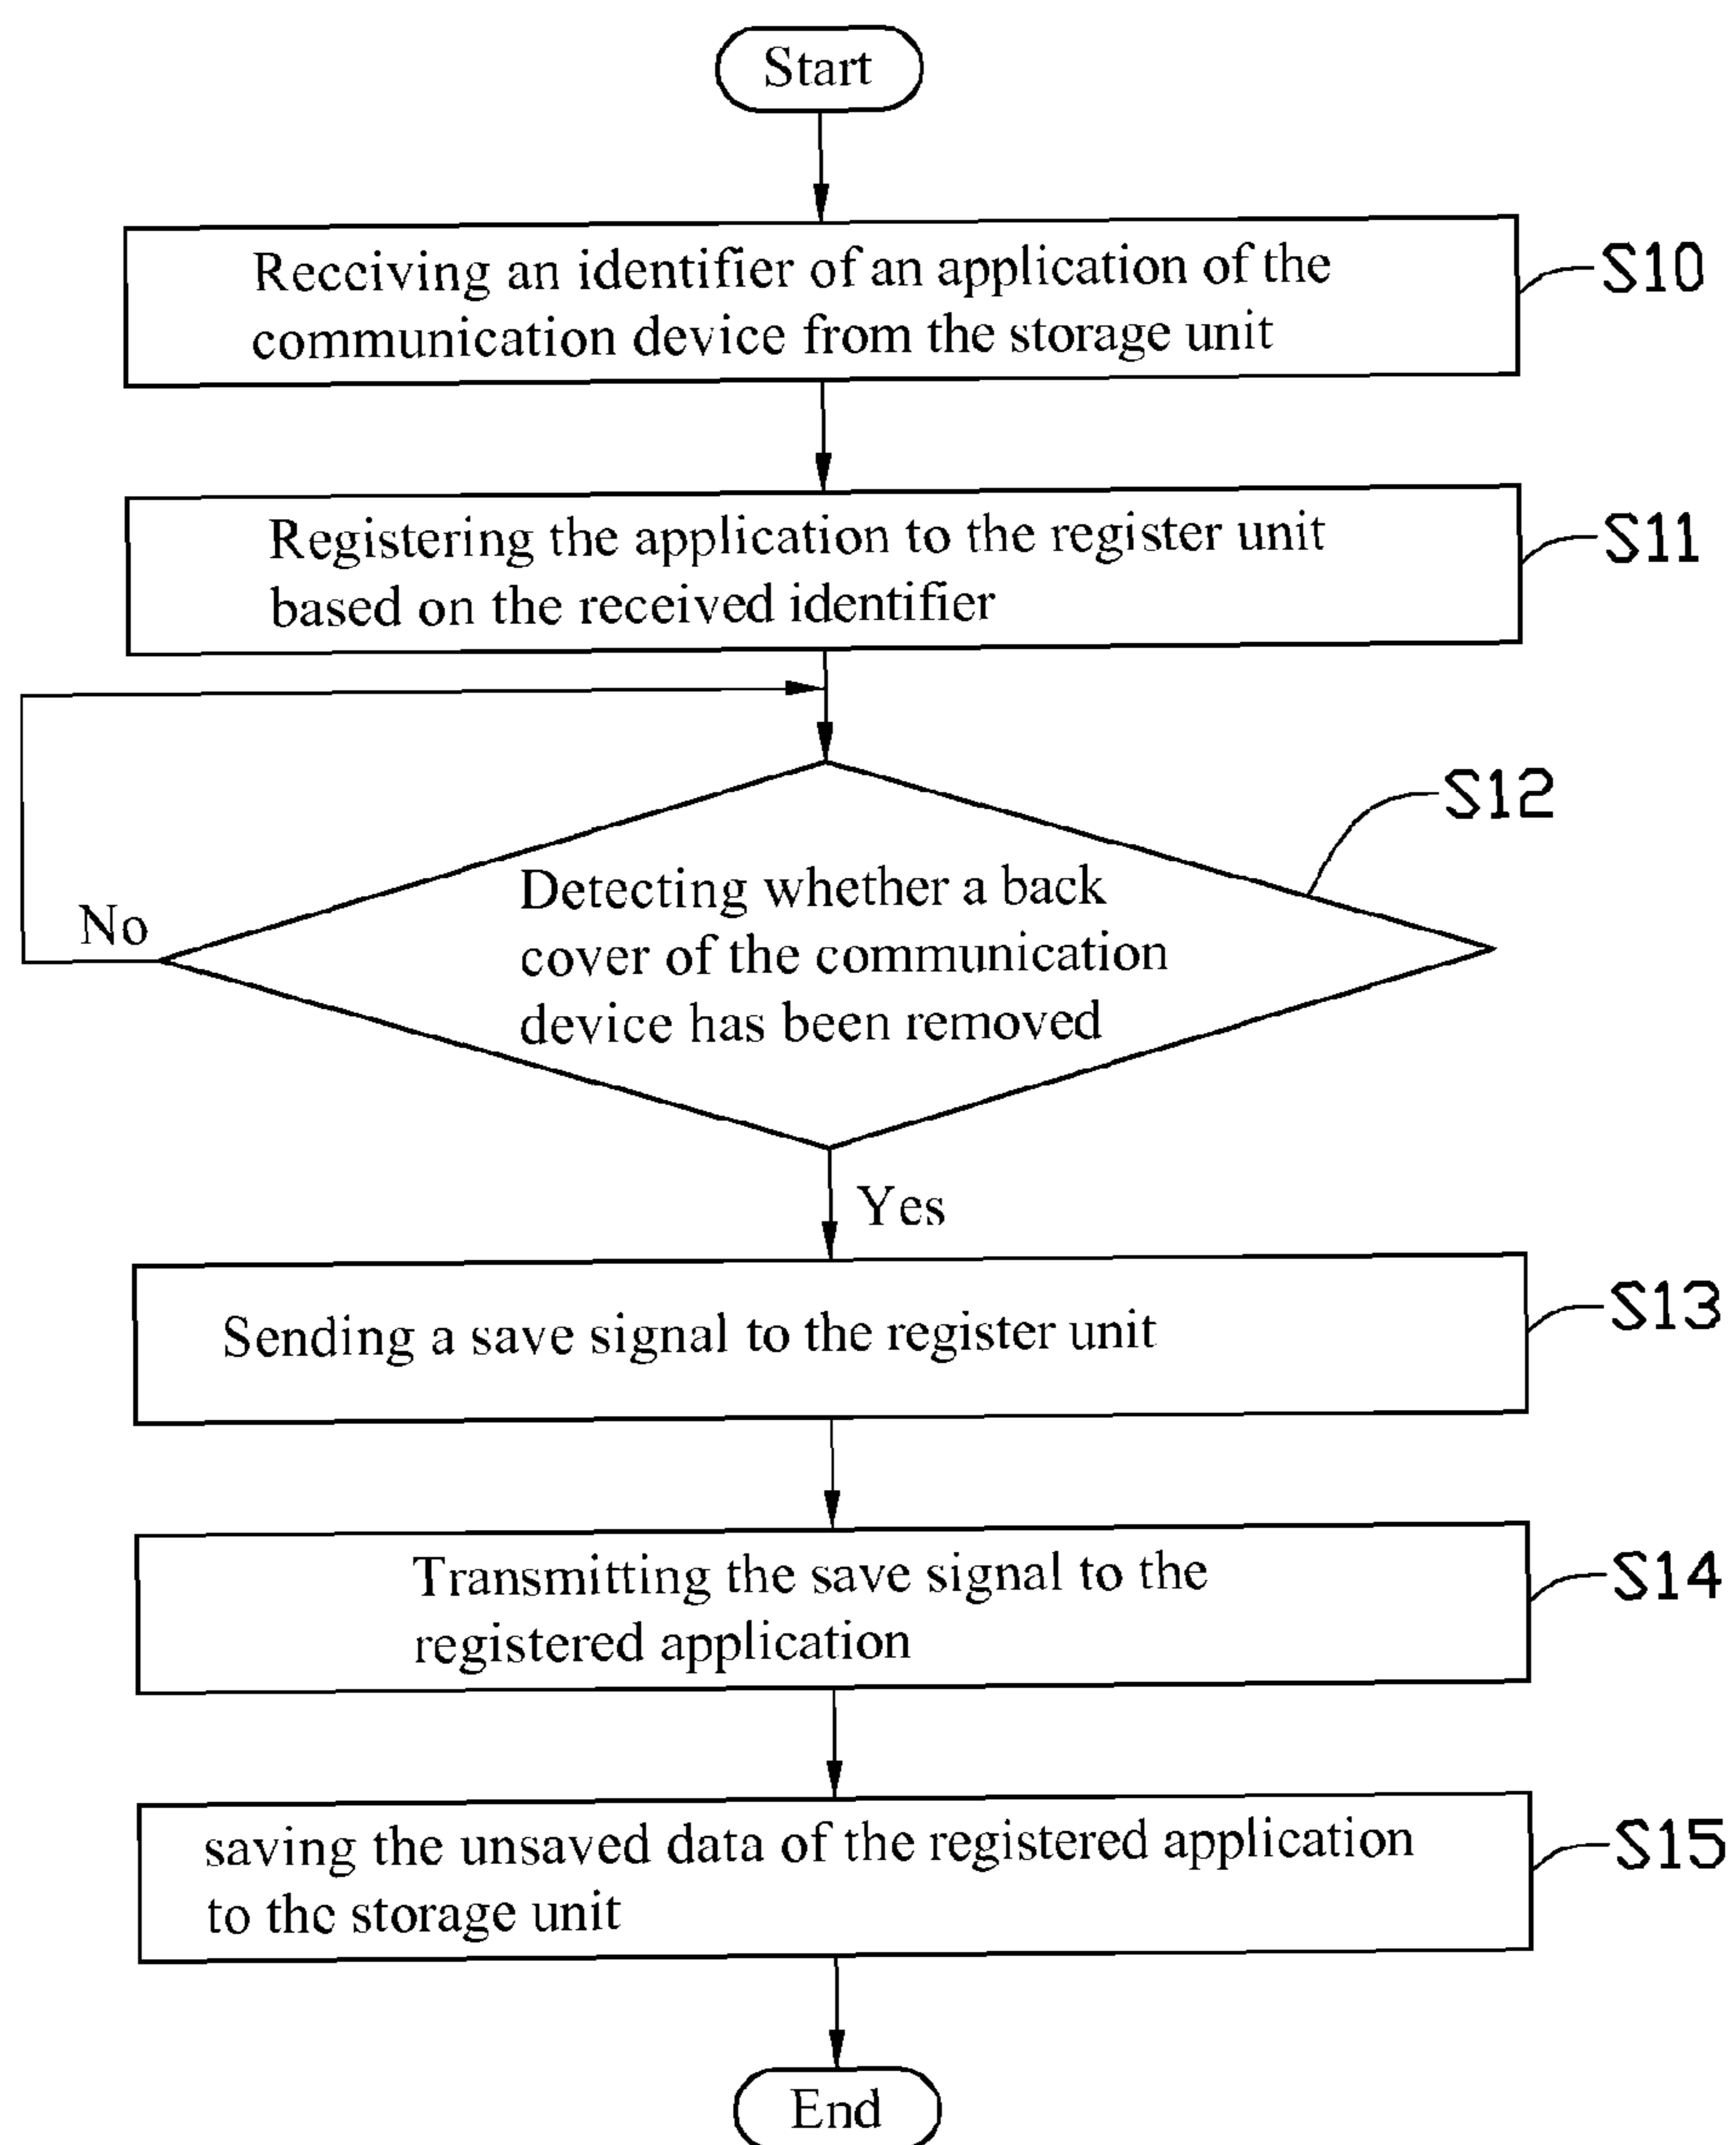 Start
Receiving an identifier of an application of the
communication device from the storage unit
S10
Registering the application to the register unit
based on the received identifier
S11
S12
Detecting whether a back
cover of the communication
device has been removed
No
Yes
Sending a save signal to the register unit
S13
Transmitting the save signal to the
registered application
S14
saving the unsaved data of the registered application
to the storage unit
S15
End